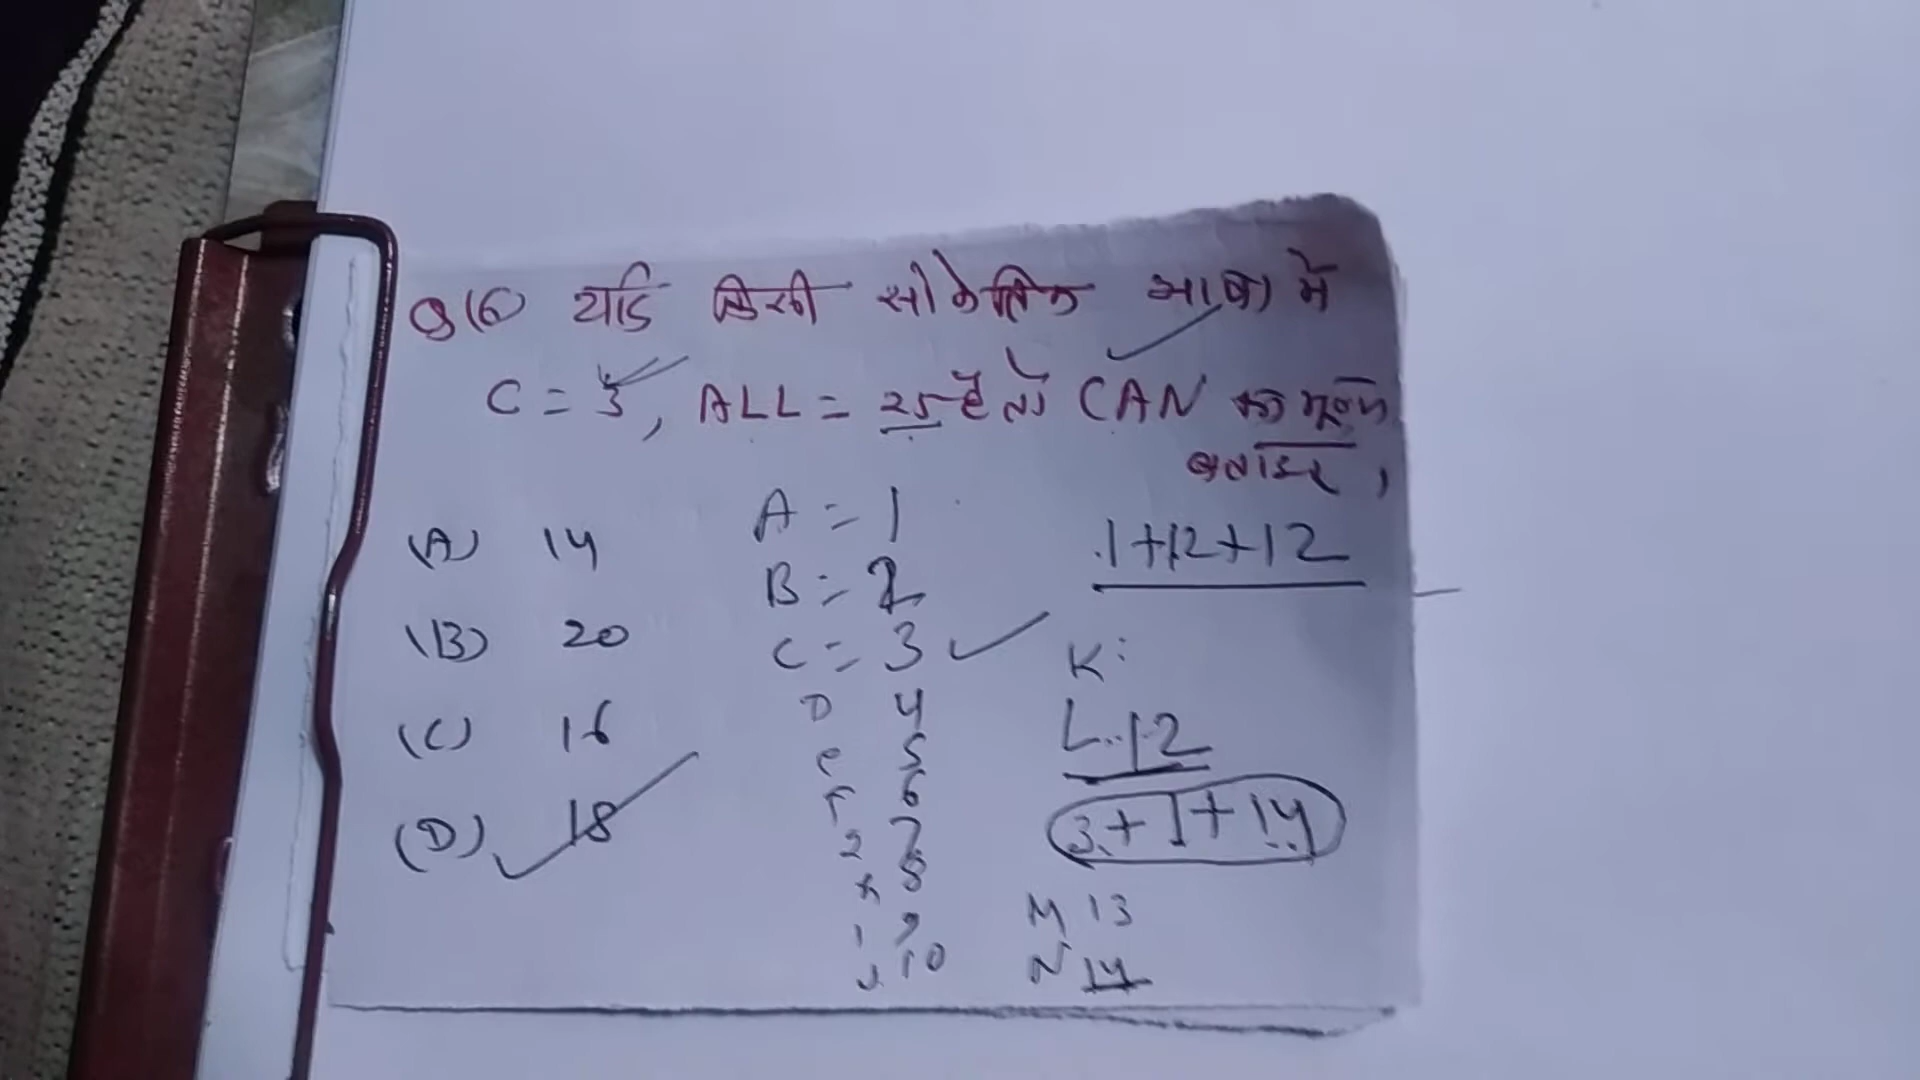 Q16 यदि किसी सांकेतिक भाषा में
C = 3, ALL = 25 है तो CAN का मूल्य
बताइए,
(A) 14
(B) 20
(C) 16
(D) 18
A = 1
B = 2
C = 3
D 4
e 5
F 6
7
8
9
J 10
1+12+12
K
L 12
3+1+14
M 13
N 14